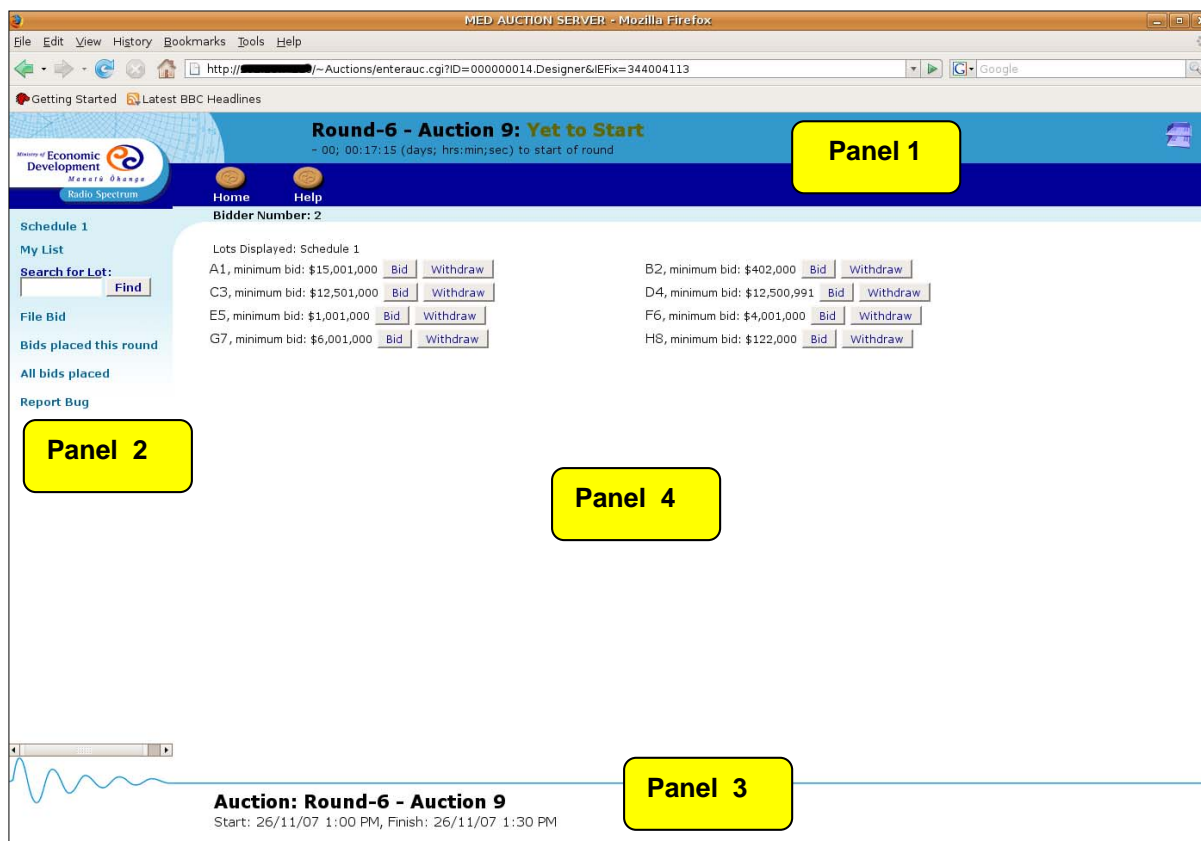 MED AUCTION SERVER - Mozilla Firefox
File Edit View History Bookmarks Tools Help
http:// /~Auctions/enterauc.cgi?ID=000000014.Designer&IEFix=344004113
G Google
Getting Started Latest BBC Headlines
Round-6 - Auction 9: Yet to Start
- 00; 00:17:15 (days; hrs:min;sec) to start of round
Panel 1
Ministry of Economic
Development
Manatū Ōhanga
Radio Spectrum
Home Help
Bidder Number: 2
Schedule 1
My List
Search for Lot:
Find
File Bid
Bids placed this round
All bids placed
Report Bug
Panel 2
Lots Displayed: Schedule 1
A1, minimum bid: $15,001,000 Bid Withdraw B2, minimum bid: $402,000 Bid Withdraw
C3, minimum bid: $12,501,000 Bid Withdraw D4, minimum bid: $12,500,991 Bid Withdraw
E5, minimum bid: $1,001,000 Bid Withdraw F6, minimum bid: $4,001,000 Bid Withdraw
G7, minimum bid: $6,001,000 Bid Withdraw H8, minimum bid: $122,000 Bid Withdraw
Panel 4
Panel 3
Auction: Round-6 - Auction 9
Start: 26/11/07 1:00 PM, Finish: 26/11/07 1:30 PM